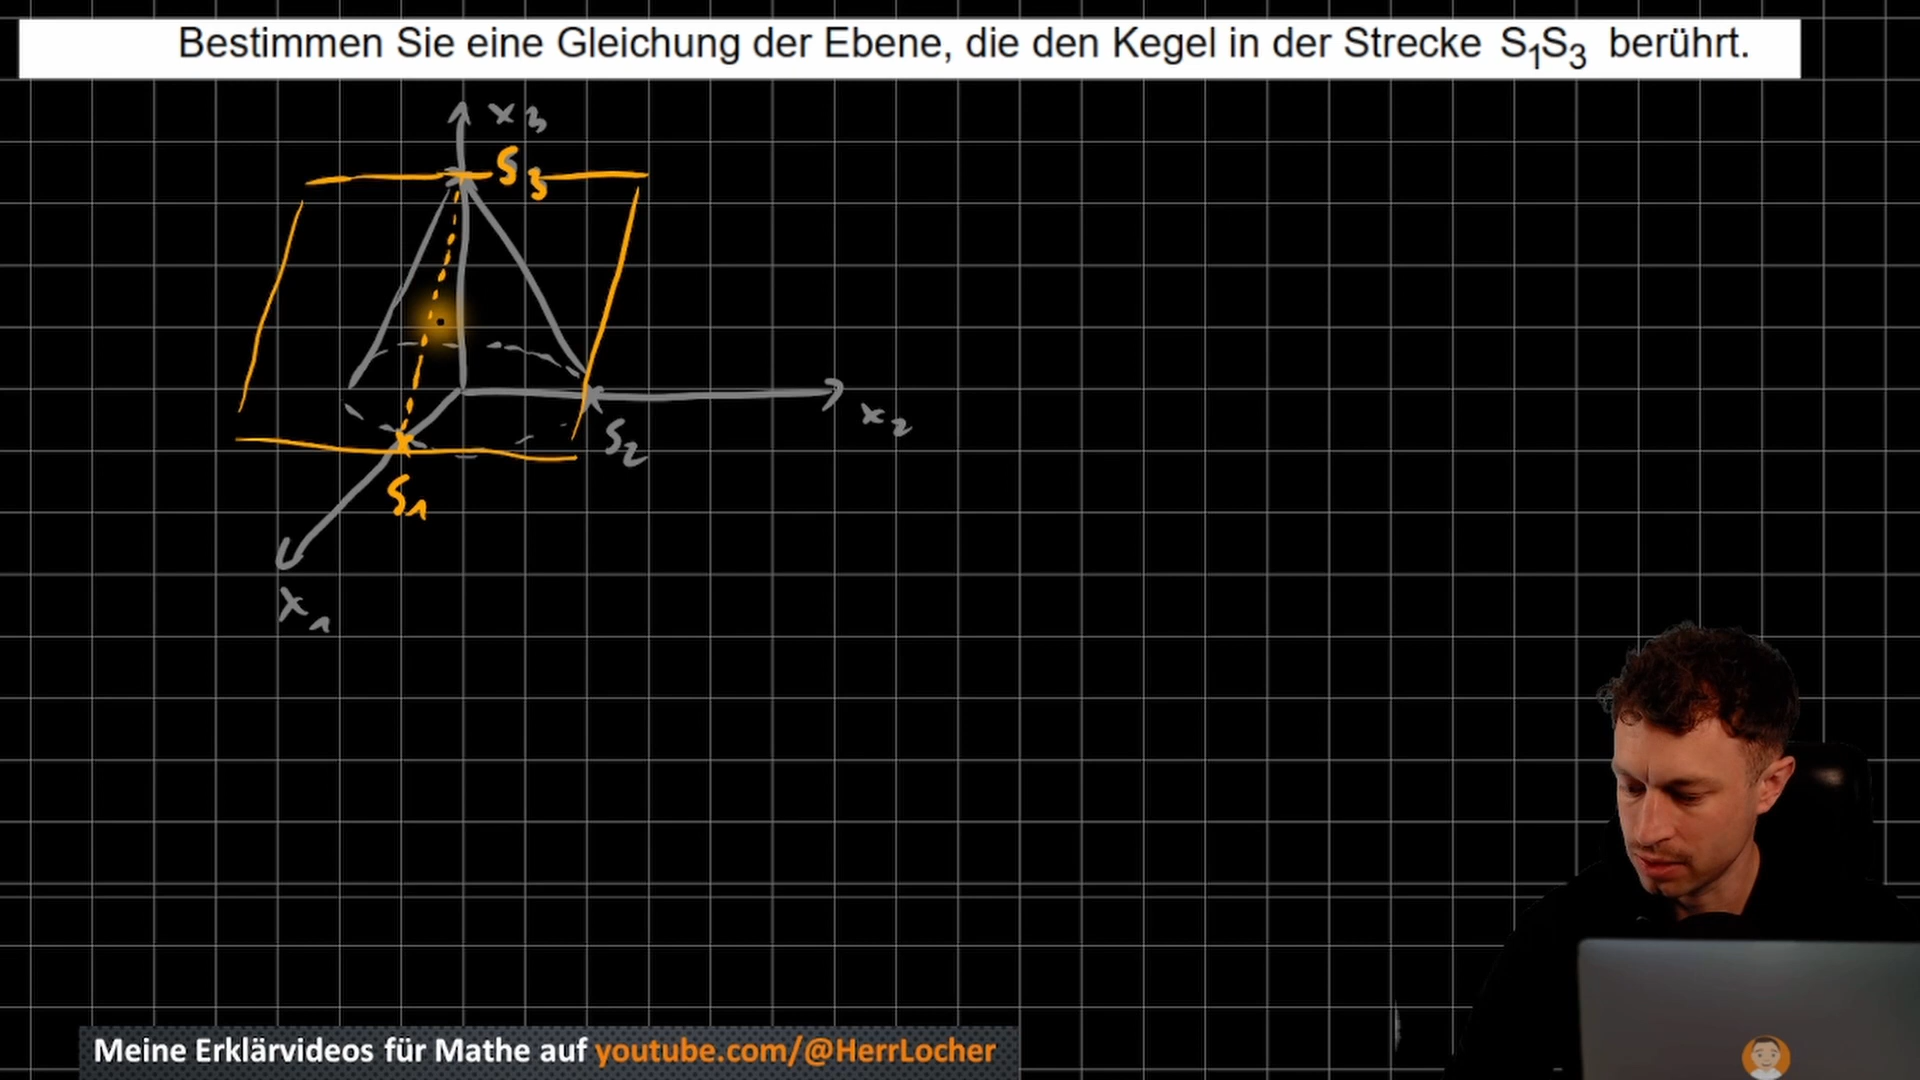 Bestimmen Sie eine Gleichung der Ebene, die den Kegel in der Strecke S₁S₃ berührt.
x₃
S₃
x₂
S₂
S₁
x₁
Meine Erklärvideos für Mathe auf youtube.com/@HerrLocher